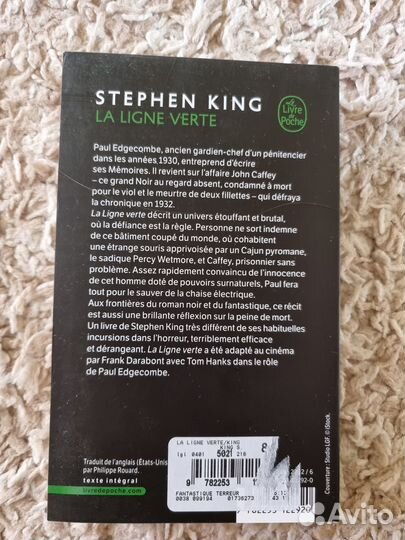 STEPHEN KING
LA LIGNE VERTE
Le
Livre
de
Poche
Paul Edgecombe, ancien gardien-chef d'un pénitencier
dans les années 1930, entreprend d'écrire
ses Mémoires. Il revient sur l'affaire John Caffey
– ce grand Noir au regard absent, condamné à mort
pour le viol et le meurtre de deux fillettes – qui défraya
la chronique en 1932.
La Ligne verte décrit un univers étouffant et brutal,
où la défiance est la règle. Personne ne sort indemne
de ce bâtiment coupé du monde, où cohabitent
une étrange souris apprivoisée par un Cajun pyromane,
le sadique Percy Wetmore, et Caffey, prisonnier sans
problème. Assez rapidement convaincu de l'innocence
de cet homme doté de pouvoirs surnaturels, Paul fera
tout pour le sauver de la chaise électrique.
Aux frontières du roman noir et du fantastique, ce récit
est aussi une brillante réflexion sur la peine de mort.
Un livre de Stephen King très différent de ses habituelles
incursions dans l'horreur, terriblement efficace
et dérangeant. La Ligne verte a été adapté au cinéma
par Frank Darabont avec Tom Hanks dans le rôle
de Paul Edgecombe.
Traduit de l'anglais (États-Unis
par Philippe Rouard.
texte intégral
livredepoche.com
LA LIGNE VERTE/KING
KING S
5021 218
9 782253
FANTASTIQUE TERREUR
0038 099194 01736273
Couverture : Studio LGF. © iStock.
Avito